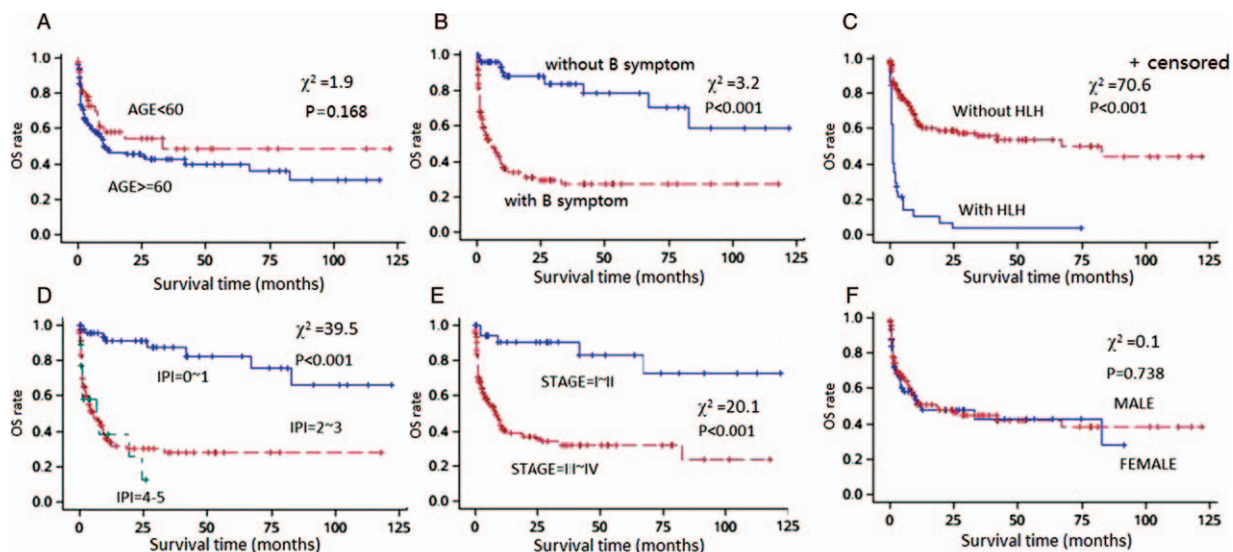 A
OS rate
1.0
0.8
0.6
0.4
0.2
0.0
χ² =1.9
P=0.168
AGE<60
AGE>=60
0 25 50 75 100 125
Survival time (months)
B
OS rate
1.0
0.8
0.6
0.4
0.2
0.0
without B symptom
χ² =3.2
P<0.001
with B symptom
0 25 50 75 100 125
Survival time (months)
C
OS rate
1.0
0.8
0.6
0.4
0.2
0.0
+ censored
χ² =70.6
P<0.001
Without HLH
With HLH
0 25 50 75 100 125
Survival time (months)
D
OS rate
1.0
0.8
0.6
0.4
0.2
0.0
χ² =39.5
P<0.001
IPI=0~1
IPI=2~3
IPI=4-5
0 25 50 75 100 125
Survival time (months)
E
OS rate
1.0
0.8
0.6
0.4
0.2
0.0
STAGE=I~II
χ² =20.1
P<0.001
STAGE=III~IV
0 25 50 75 100 125
Survival time (months)
F
OS rate
1.0
0.8
0.6
0.4
0.2
0.0
χ² =0.1
P=0.738
MALE
FEMALE
0 25 50 75 100 125
Survival time (months)